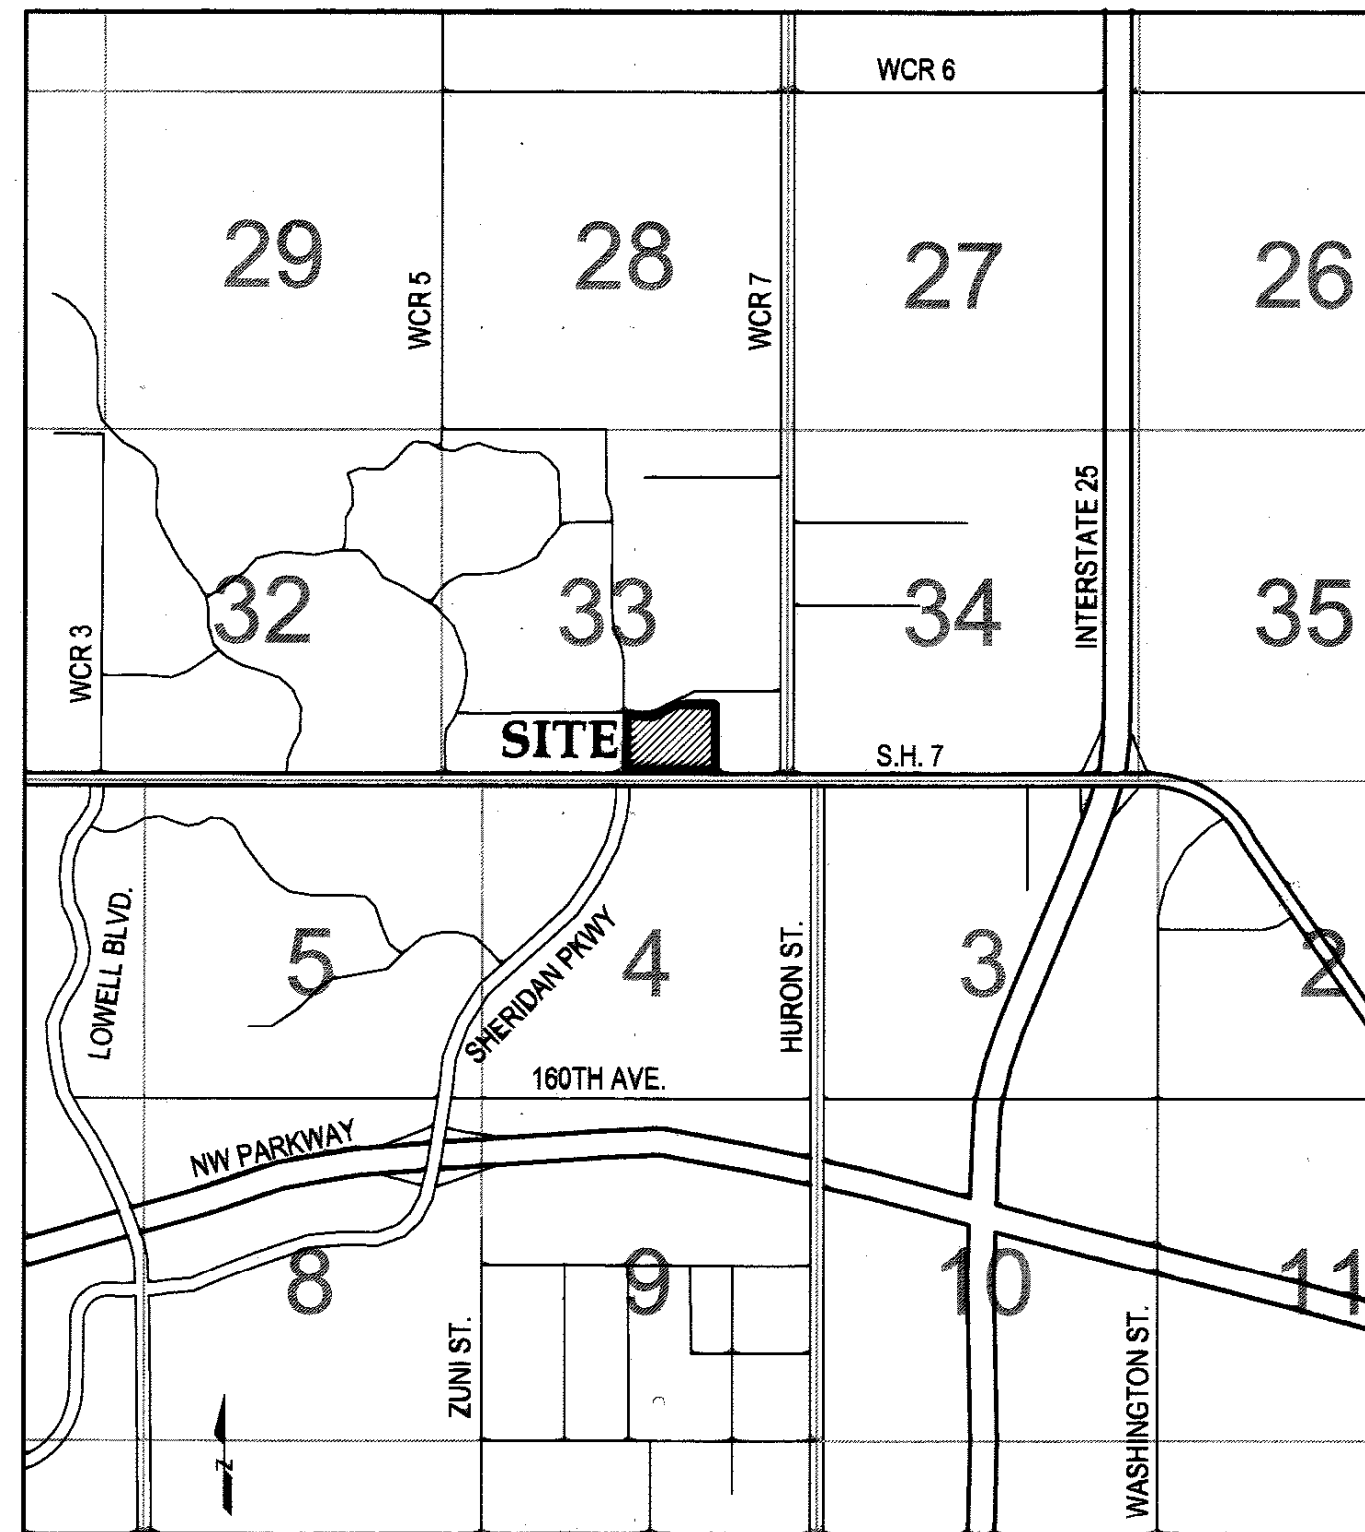 WCR 6
29
28
27
26
WCR 5
WCR 7
INTERSTATE 25
32
33
34
35
WCR 3
SITE
S.H. 7
LOWELL BLVD.
5
SHERIDAN PKWY
4
HURON ST.
3
2
160TH AVE.
NW PARKWAY
8
9
10
11
ZUNI ST.
WASHINGTON ST.
N